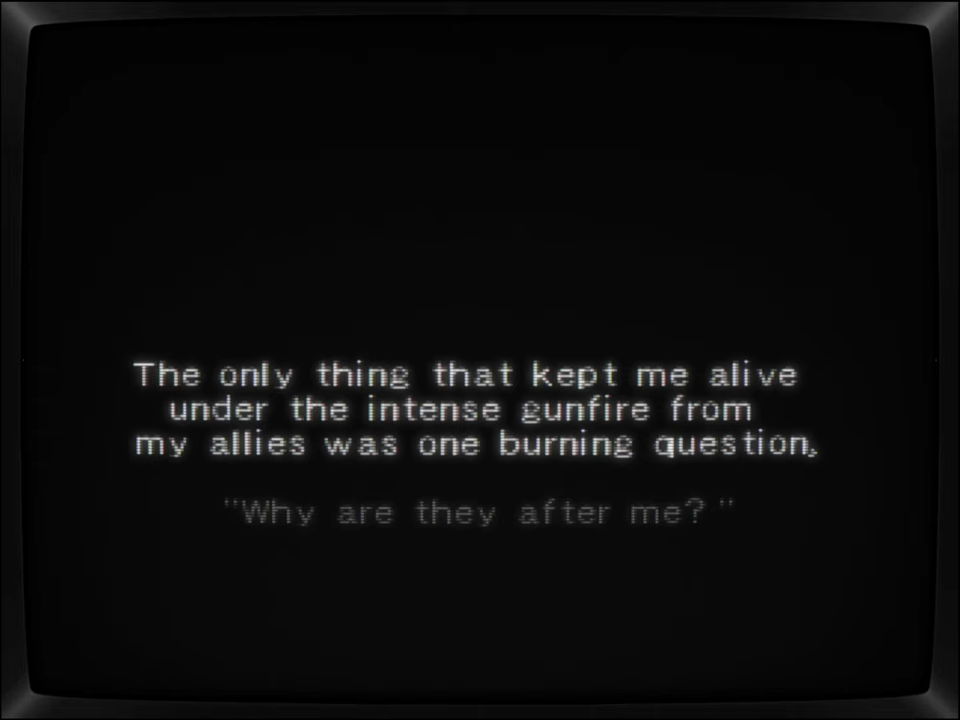 The only thing that kept me alive
under the intense gunfire from
my allies was one burning question,
"Why are they after me?"